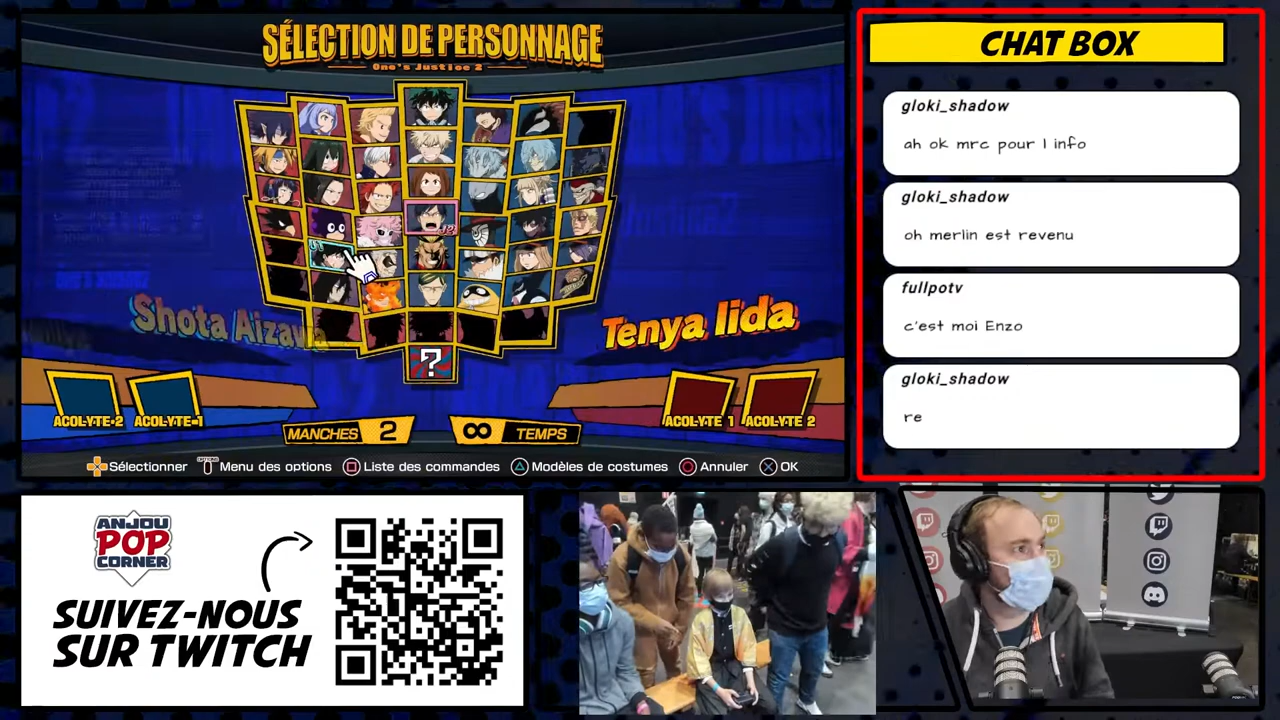 SÉLECTION DE PERSONNAGE
One's Justice 2
CHAT BOX
gloki_shadow
ah ok mrc pour l info
gloki_shadow
oh merlin est revenu
fullpotv
c'est moi Enzo
gloki_shadow
re
J2
J1
Shota Aizawa
Tenya Iida
?
ACOLYTE 2
ACOLYTE 1
ACOLYTE 1
ACOLYTE 2
MANCHES 2
∞ TEMPS
Sélectionner
OPTIONS
Menu des options
Liste des commandes
Modèles de costumes
Annuler
OK
ANJOU
POP
CORNER
SUIVEZ-NOUS
SUR TWITCH